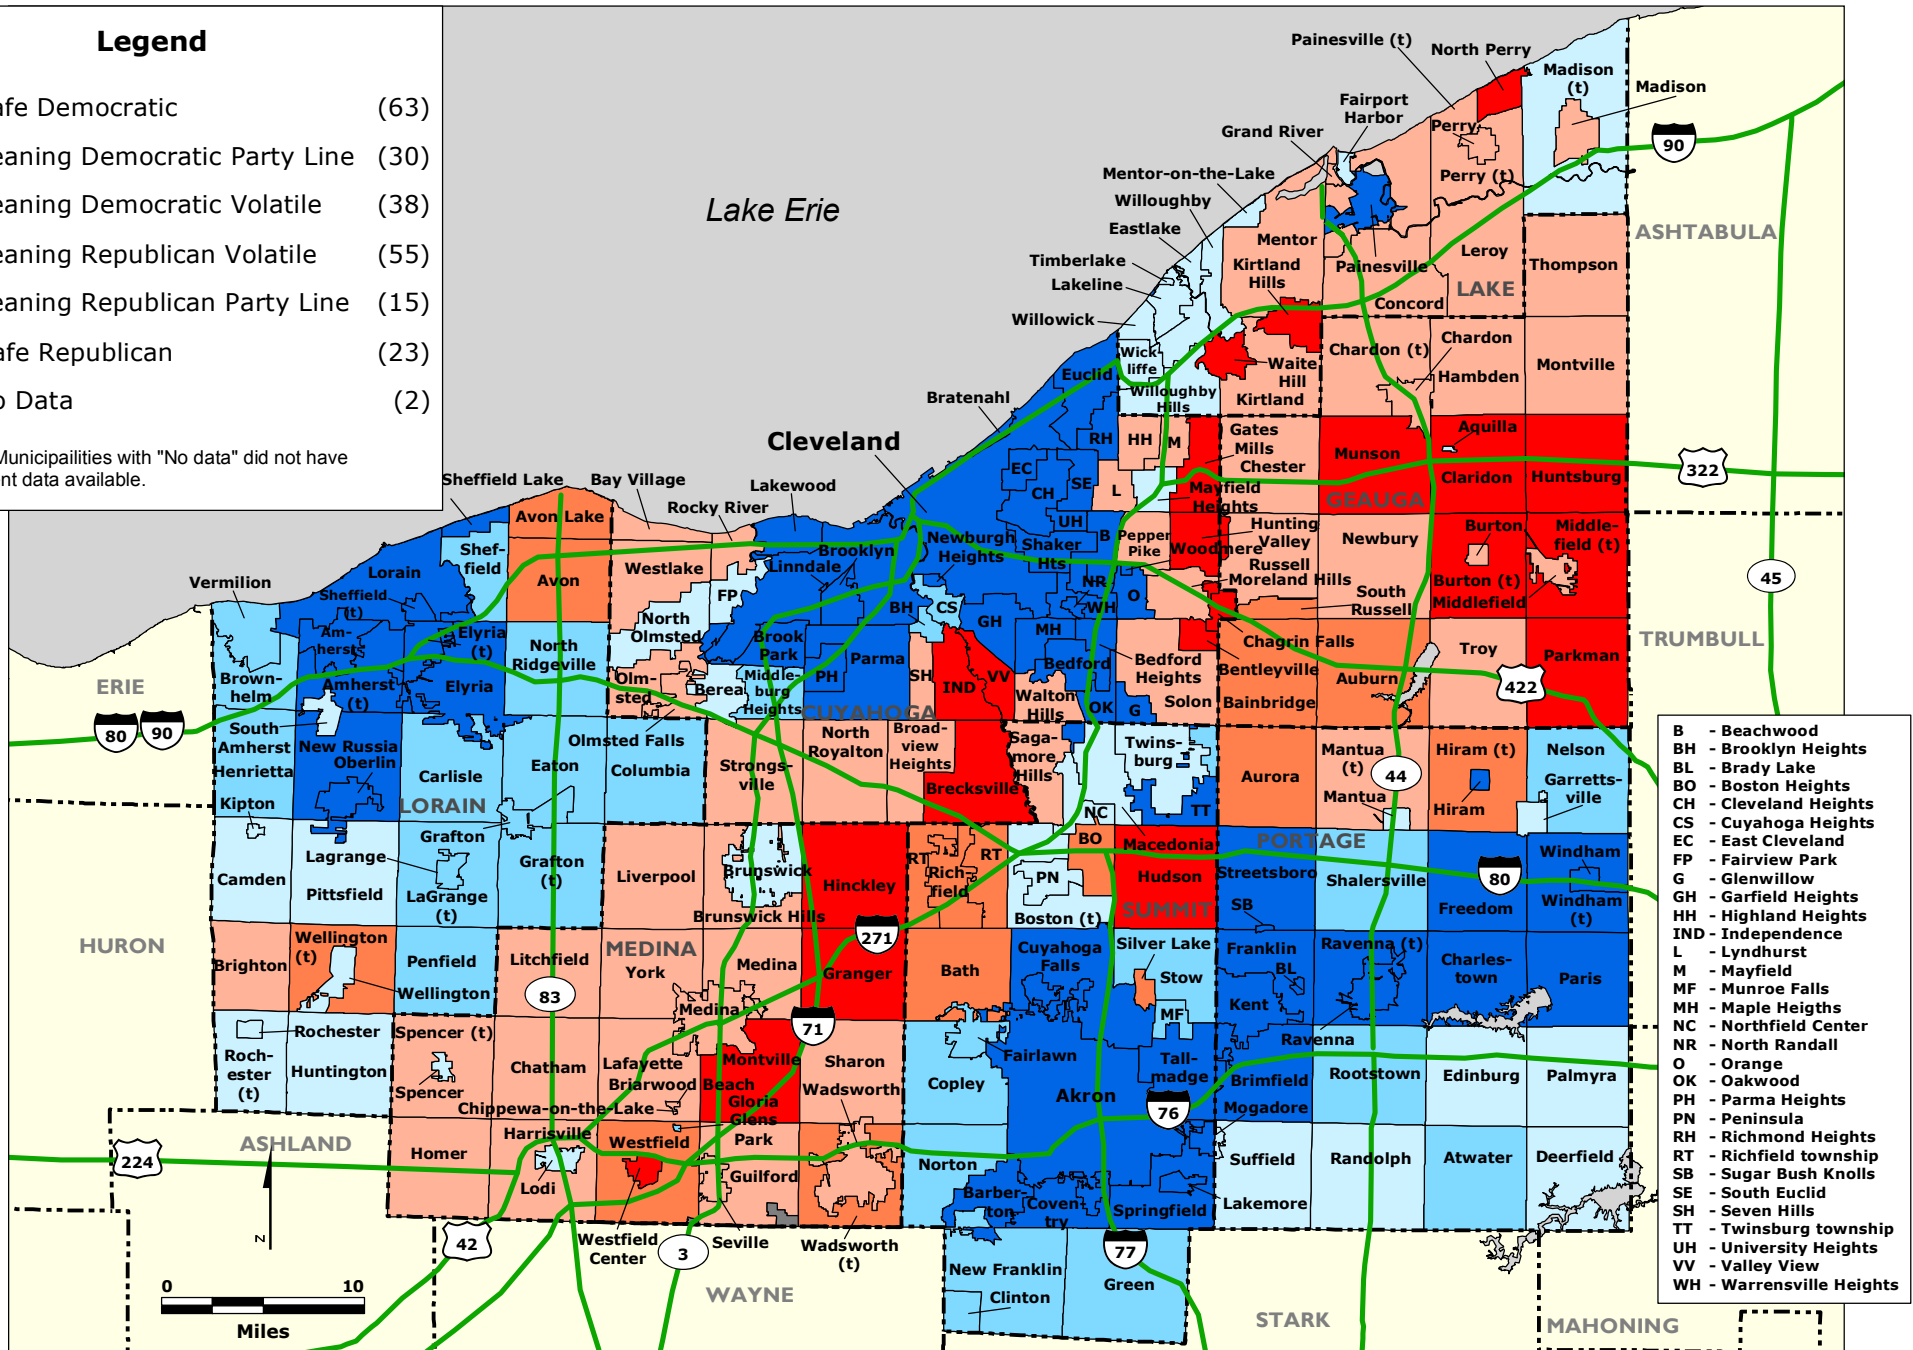 Legend
afe Democratic (63)
eaning Democratic Party Line (30)
eaning Democratic Volatile (38)
eaning Republican Volatile (55)
eaning Republican Party Line (15)
afe Republican (23)
o Data (2)
Municipailities with "No data" did not have
nt data available.
Lake Erie
Painesville (t)
North Perry
Madison
(t)
Madison
Fairport
Harbor
Grand River
Perry
Perry (t)
90
Mentor-on-the-Lake
Willoughby
Eastlake
Timberlake
Lakeline
Willowick
Mentor
Kirtland
Hills
Painesville
Leroy
Concord
LAKE
Thompson
ASHTABULA
Wick-
liffe
Willoughby
Hills
Waite
Hill
Kirtland
Chardon (t)
Chardon
Hambden
Montville
Euclid
Bratenahl
Cleveland
RH
HH
M
Gates
Mills
Chester
Munson
Aquilla
Claridon
Huntsburg
GEAUGA
322
EC
CH
SE
L
Mayfield
Heights
UH
B
Shaker
Hts
Pepper
Pike
Woodmere
Hunting
Valley
Russell
Moreland Hills
Newbury
Burton
Burton (t)
Middlefield
Middle-
field (t)
South
Russell
45
Sheffield Lake
Bay Village
Rocky River
Lakewood
Avon Lake
Avon
Shef-
field
Lorain
Sheffield
(t)
Vermilion
Westlake
Brooklyn
Linndale
Newburgh
Heights
FP
North
Olmsted
BH
CS
GH
NR
WH
O
MH
Bedford
Bedford
Heights
Chagrin Falls
Bentleyville
Troy
Parkman
TRUMBULL
Am-
herst
Amherst
(t)
Elyria
(t)
Elyria
North
Ridgeville
Brown-
helm
ERIE
80
90
Olm-
sted
Berea
Brook
Park
Middle-
burg
Heights
Parma
PH
SH
IND
VV
Walton
Hills
OK
G
Solon
Bainbridge
Auburn
422
CUYAHOGA
South
Amherst
Henrietta
Kipton
New Russia
Oberlin
Carlisle
LORAIN
Eaton
Olmsted Falls
Columbia
Strongs-
ville
North
Royalton
Broad-
view
Heights
Brecksville
Saga-
more
Hills
Twins-
burg
TT
NC
BO
Macedonia
Aurora
Mantua
(t)
Mantua
44
Hiram (t)
Hiram
Nelson
Garretts-
ville
PORTAGE
Grafton
Lagrange
LaGrange
(t)
Grafton
(t)
Camden
Pittsfield
Liverpool
Brunswick
Brunswick Hills
Hinckley
RT
RT
Rich-
field
PN
Boston (t)
Hudson
SUMMIT
Streetsboro
SB
Shalersville
80
Freedom
Windham
Windham
(t)
271
HURON
Brighton
Wellington
(t)
Penfield
Wellington
Litchfield
83
MEDINA
York
Medina
Medina
Granger
Bath
Cuyahoga
Falls
Silver Lake
Stow
MF
Franklin
BL
Kent
Ravenna (t)
Ravenna
Charles-
town
Paris
Rochester
Roch-
ester
(t)
Huntington
Spencer (t)
Spencer
Chatham
Lafayette
Briarwood Beach
Chippewa-on-the-Lake
Montville
Gloria
Glens
Park
71
Sharon
Wadsworth
Copley
Fairlawn
Akron
Tall-
madge
76
Brimfield
Mogadore
Rootstown
Edinburg
Palmyra
ASHLAND
224
Homer
Harrisville
Lodi
Westfield
Westfield
Center
Guilford
Seville
Wadsworth
(t)
Norton
Barber-
ton
Coven-
try
Springfield
Lakemore
Suffield
Randolph
Atwater
Deerfield
N
42
3
77
WAYNE
New Franklin
Clinton
Green
STARK
MAHONING
0 10
Miles
B - Beachwood
BH - Brooklyn Heights
BL - Brady Lake
BO - Boston Heights
CH - Cleveland Heights
CS - Cuyahoga Heights
EC - East Cleveland
FP - Fairview Park
G - Glenwillow
GH - Garfield Heights
HH - Highland Heights
IND - Independence
L - Lyndhurst
M - Mayfield
MF - Munroe Falls
MH - Maple Heigths
NC - Northfield Center
NR - North Randall
O - Orange
OK - Oakwood
PH - Parma Heights
PN - Peninsula
RH - Richmond Heights
RT - Richfield township
SB - Sugar Bush Knolls
SE - South Euclid
SH - Seven Hills
TT - Twinsburg township
UH - University Heights
VV - Valley View
WH - Warrensville Heights